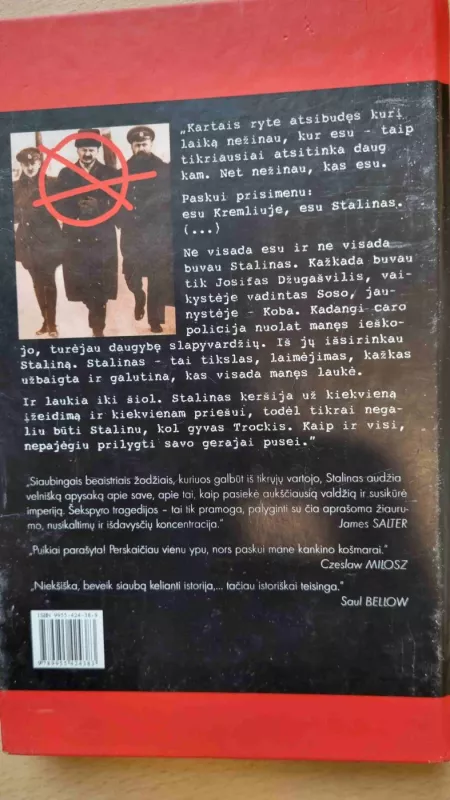 „Kartais ryte atsibudęs kurį
laiką nežinau, kur esu - taip
tikriausiai atsitinka daug
kam. Net nežinau, kas esu.
Paskui prisimenu:
esu Kremliuje, esu Stalinas.
(...)
Ne visada esu ir ne visada
buvau Stalinas. Kažkada buvau
tik Josifas Džugašvilis, vai-
kystėje vadintas Soso, jau-
nystėje - Koba. Kadangi caro
policija nuolat manęs ieško-
jo, turėjau daugybę slapyvardžių. Iš jų išsirinkau
Staliną. Stalinas - tai tikslas, laimėjimas, kažkas
užbaigta ir galutina, kas visada manęs laukė.
Ir laukia iki šiol. Stalinas keršija už kiekvieną
įžeidimą ir kiekvienam priešui, todėl tikrai nega-
liu būti Stalinu, kol gyvas Trockis. Kaip ir visi,
nepajėgiu prilygti savo gerajai pusei."
„Siaubingais beaistriais žodžiais, kuriuos galbūt iš tikrųjų vartojo, Stalinas audžia
velnišką apysaką apie save, apie tai, kaip pasiekė aukščiausią valdžią ir susikūrė
imperiją. Šekspyro tragedijos - tai tik pramoga, palyginti su čia aprašoma žiauru-
mo, nusikaltimų ir išdavysčių koncentracija."
James SALTER
„Puikiai parašyta! Perskaičiau vienu ypu, nors paskui mane kankino košmarai."
Czeslaw MILOSZ
„Niekšiška, beveik siaubą kelianti istorija,... tačiau istoriškai teisinga."
Saul BELLOW
ISBN 9955-424-38-9
9789955424383